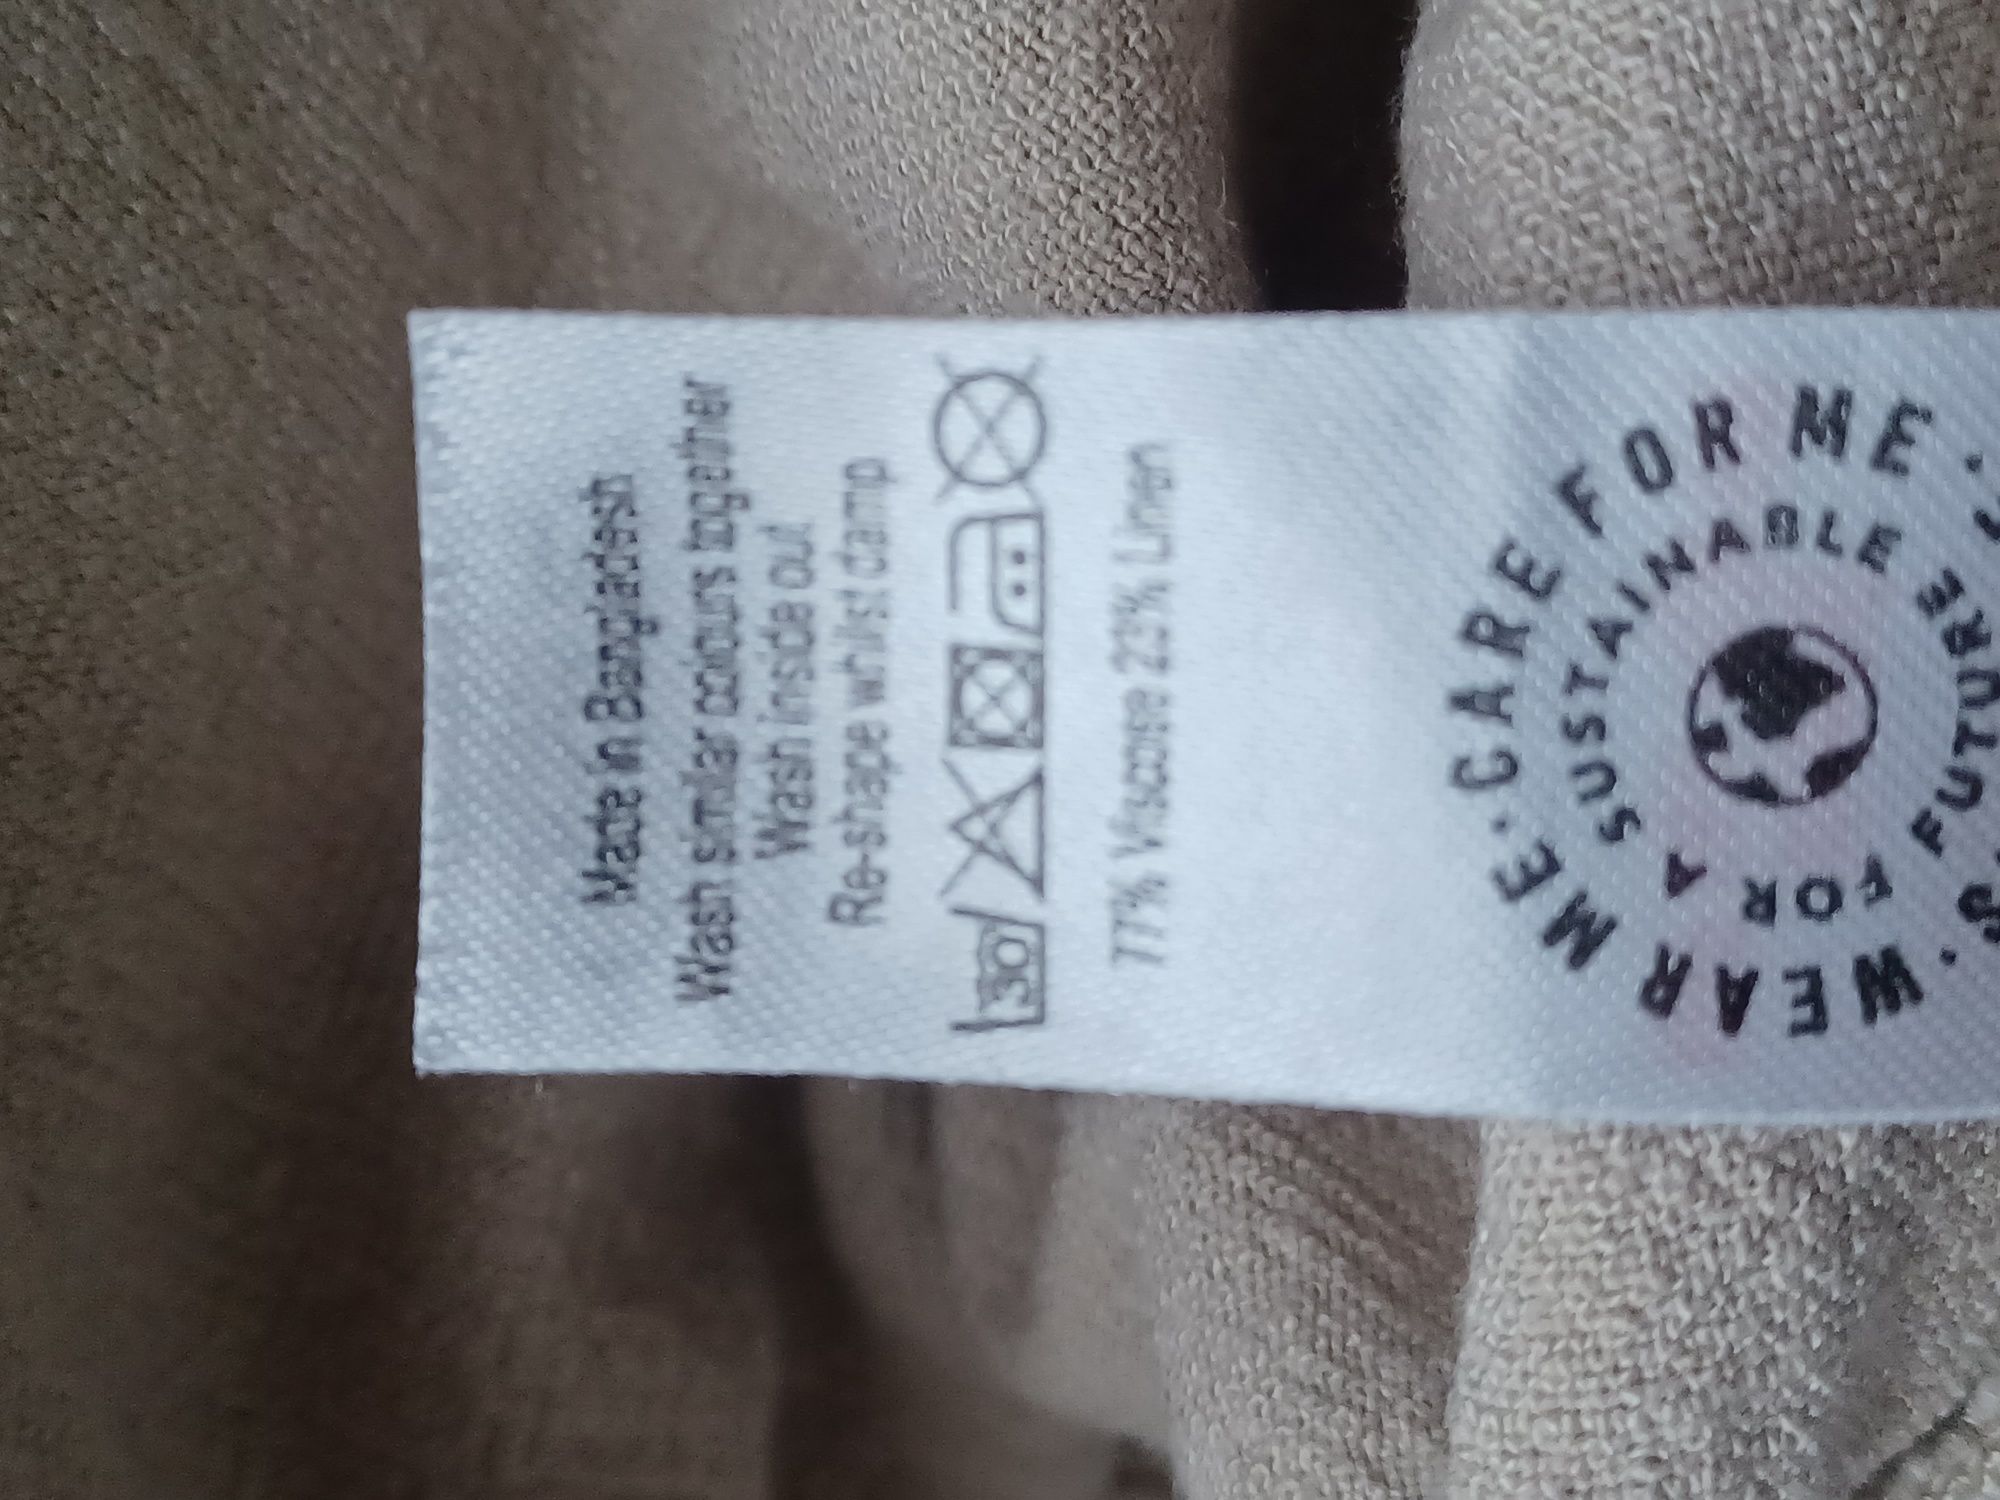 Made in Bangladesh
Wash similar colours together
Wash inside out
Re-shape whilst damp
30
77% Viscose 23% Linen
WEAR ME · CARE FOR ME ·
FOR A SUSTAINABLE FUTURE